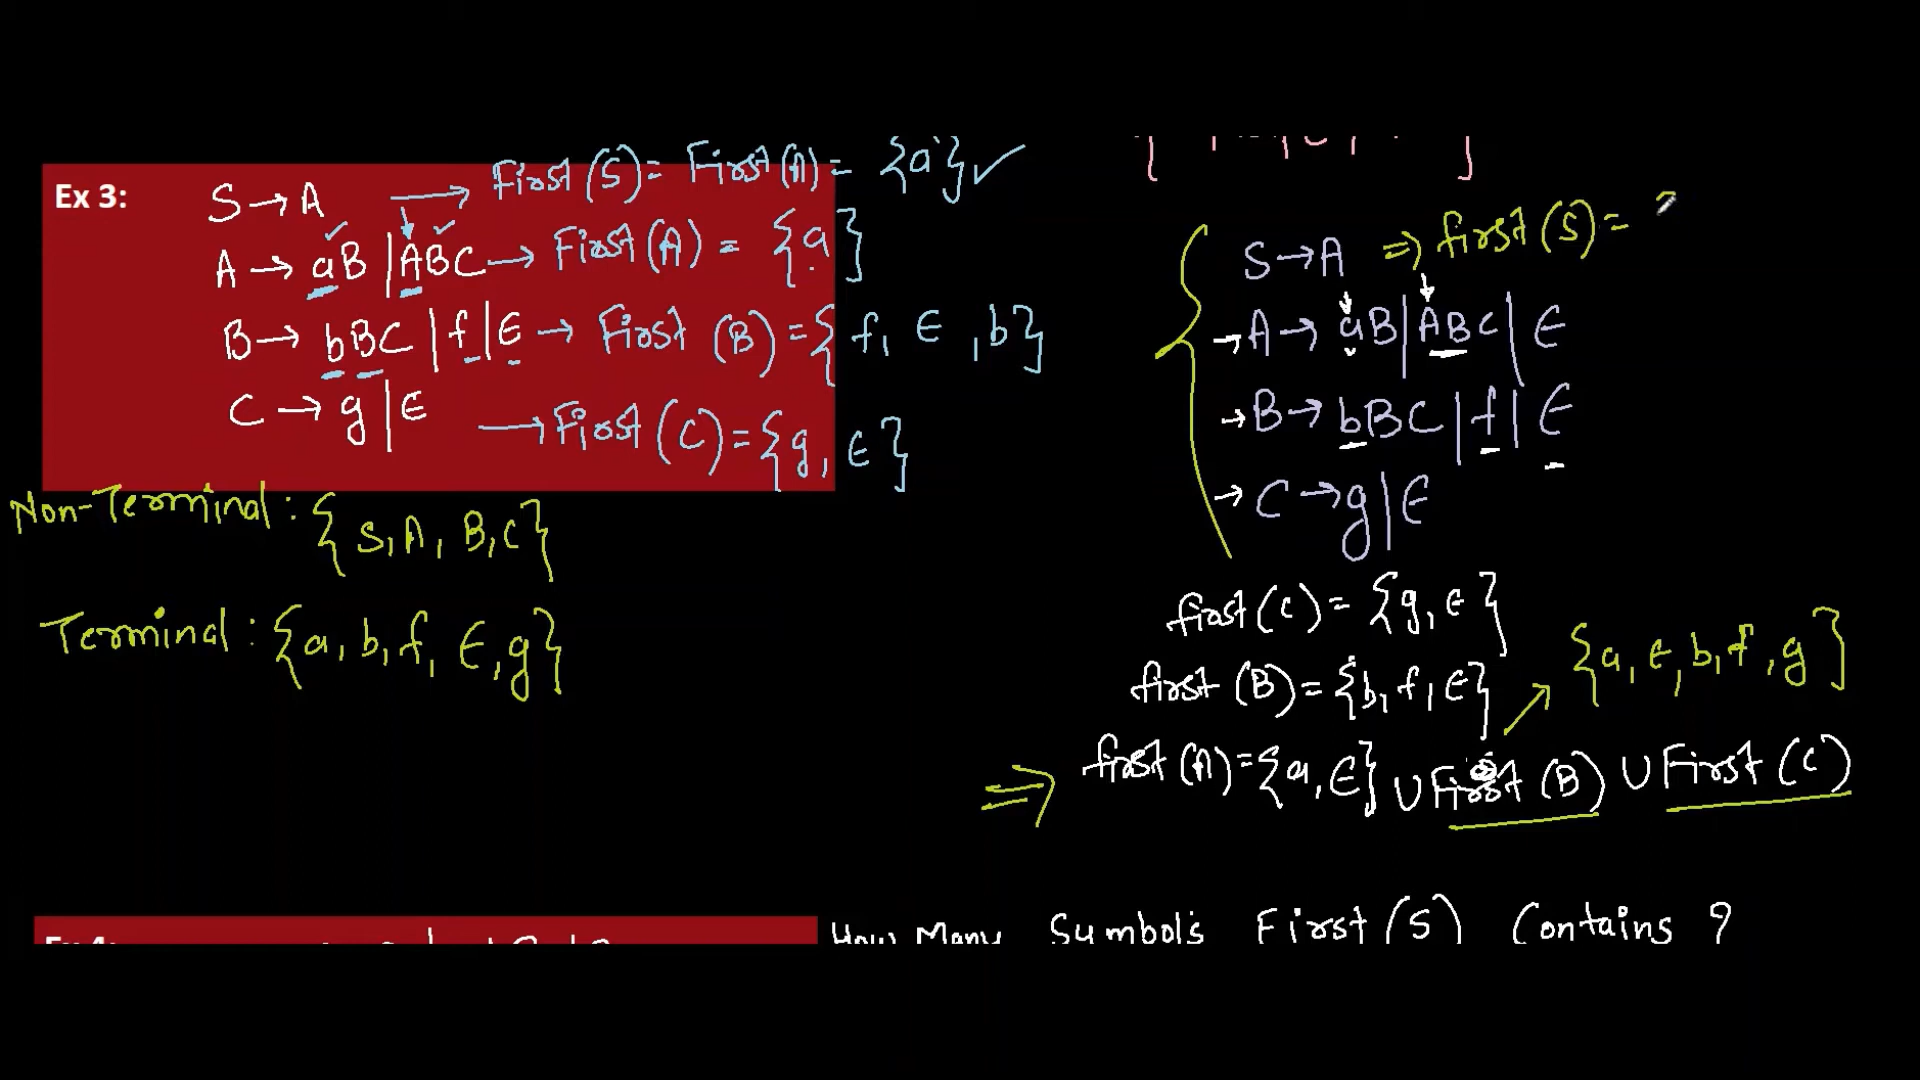 Ex 3:
S → A → First (S) = First (A) = {a} ✓
A → aB | ABC → First (A) = {a}
B → bBC | f | ∈ → First (B) = {f, ∈, b}
C → g | ∈ → First (C) = {g, ∈}
Non-Terminal : {S, A, B, C}
Terminal : {a, b, f, ∈, g}
S → A ⇒ first (S) =
→ A → aB | ABC | ∈
→ B → bBC | f | ∈
→ C → g | ∈
first (C) = {g, ∈}
first (B) = {b, f, ∈}
{a, ∈, b, f, g}
⇒ first (A) = {a, ∈} ∪ First (B) ∪ First (C)
How Many Symbols First (S) Contains ?